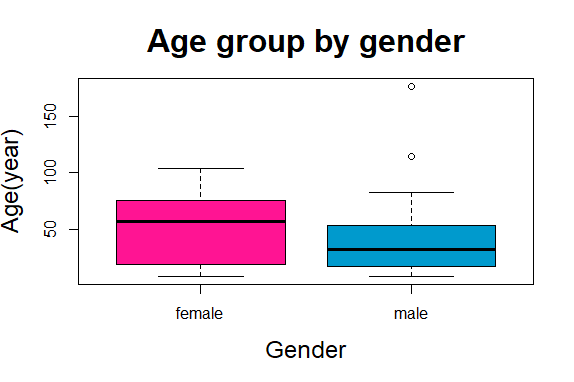 Age group by gender
Age(year)
150
100
50
female male
Gender